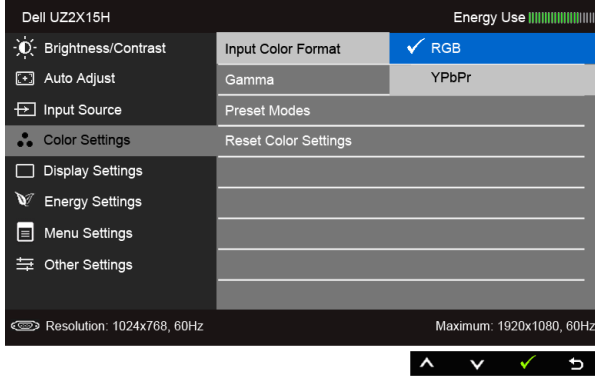 Dell UZ2X15H Energy Use
Brightness/Contrast Input Color Format RGB
Auto Adjust Gamma YPbPr
Input Source Preset Modes
Color Settings Reset Color Settings
Display Settings
Energy Settings
Menu Settings
Other Settings
Resolution: 1024x768, 60Hz Maximum: 1920x1080, 60Hz